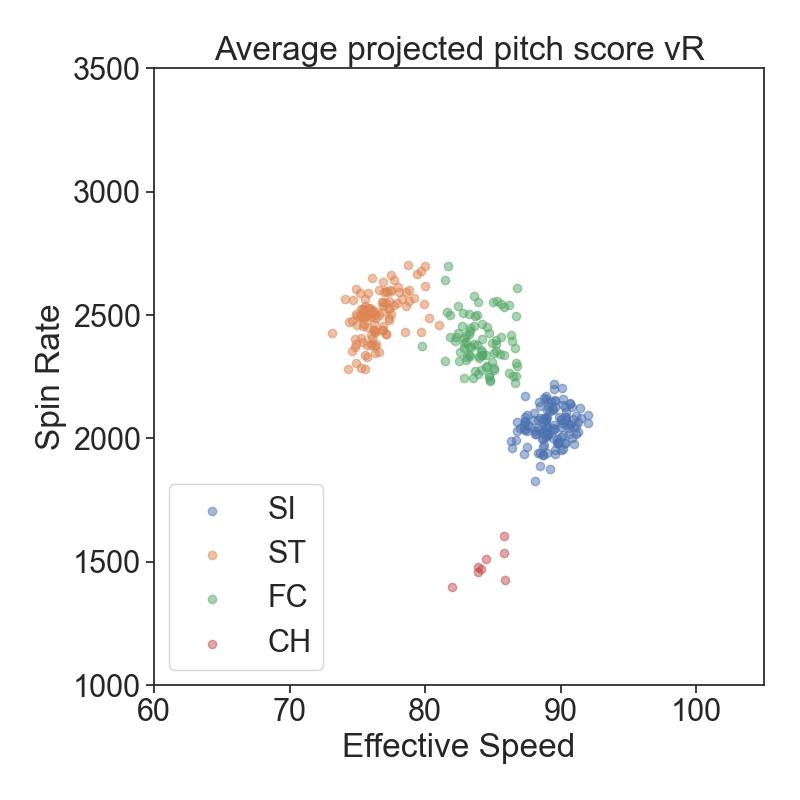 Average projected pitch score vR
3500
3000
2500
2000
1500
1000
Spin Rate
SI
ST
FC
CH
60
70
80
90
100
Effective Speed